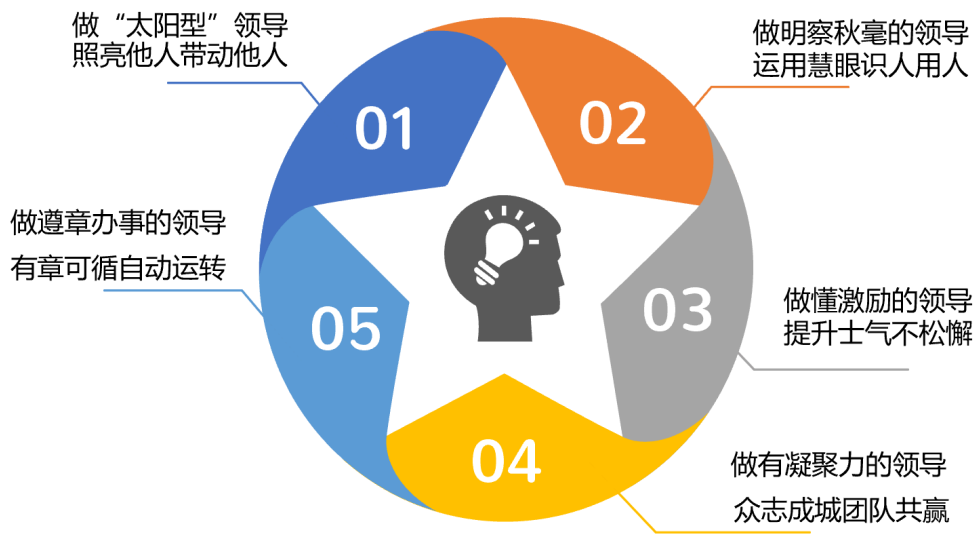 做“太阳型”领导
照亮他人带动他人
01
做明察秋毫的领导
运用慧眼识人用人
02
做懂激励的领导
提升士气不松懈
03
做有凝聚力的领导
众志成城团队共赢
04
做遵章办事的领导
有章可循自动运转
05